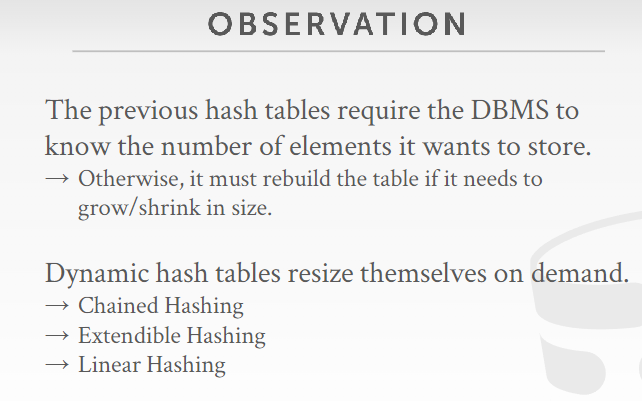 OBSERVATION
The previous hash tables require the DBMS to
know the number of elements it wants to store.
→ Otherwise, it must rebuild the table if it needs to
grow/shrink in size.
Dynamic hash tables resize themselves on demand.
→ Chained Hashing
→ Extendible Hashing
→ Linear Hashing